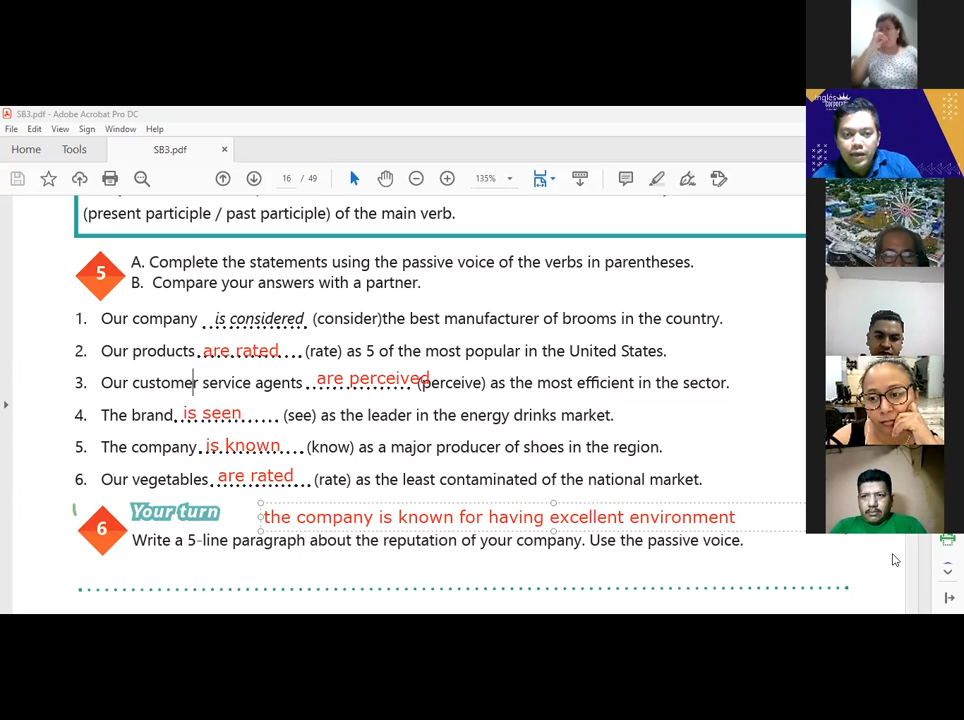 SB3.pdf - Adobe Acrobat Pro DC
File Edit View Sign Window Help
Home Tools SB3.pdf ×
16 / 49 135%
(present participle / past participle) of the main verb.
5 A. Complete the statements using the passive voice of the verbs in parentheses.
B. Compare your answers with a partner.
1. Our company is considered (consider)the best manufacturer of brooms in the country.
2. Our products are rated (rate) as 5 of the most popular in the United States.
3. Our customer service agents are perceived (perceive) as the most efficient in the sector.
4. The brand is seen (see) as the leader in the energy drinks market.
5. The company is known (know) as a major producer of shoes in the region.
6. Our vegetables are rated (rate) as the least contaminated of the national market.
Your turn
the company is known for having excellent environment
6 Write a 5-line paragraph about the reputation of your company. Use the passive voice.
Inglés